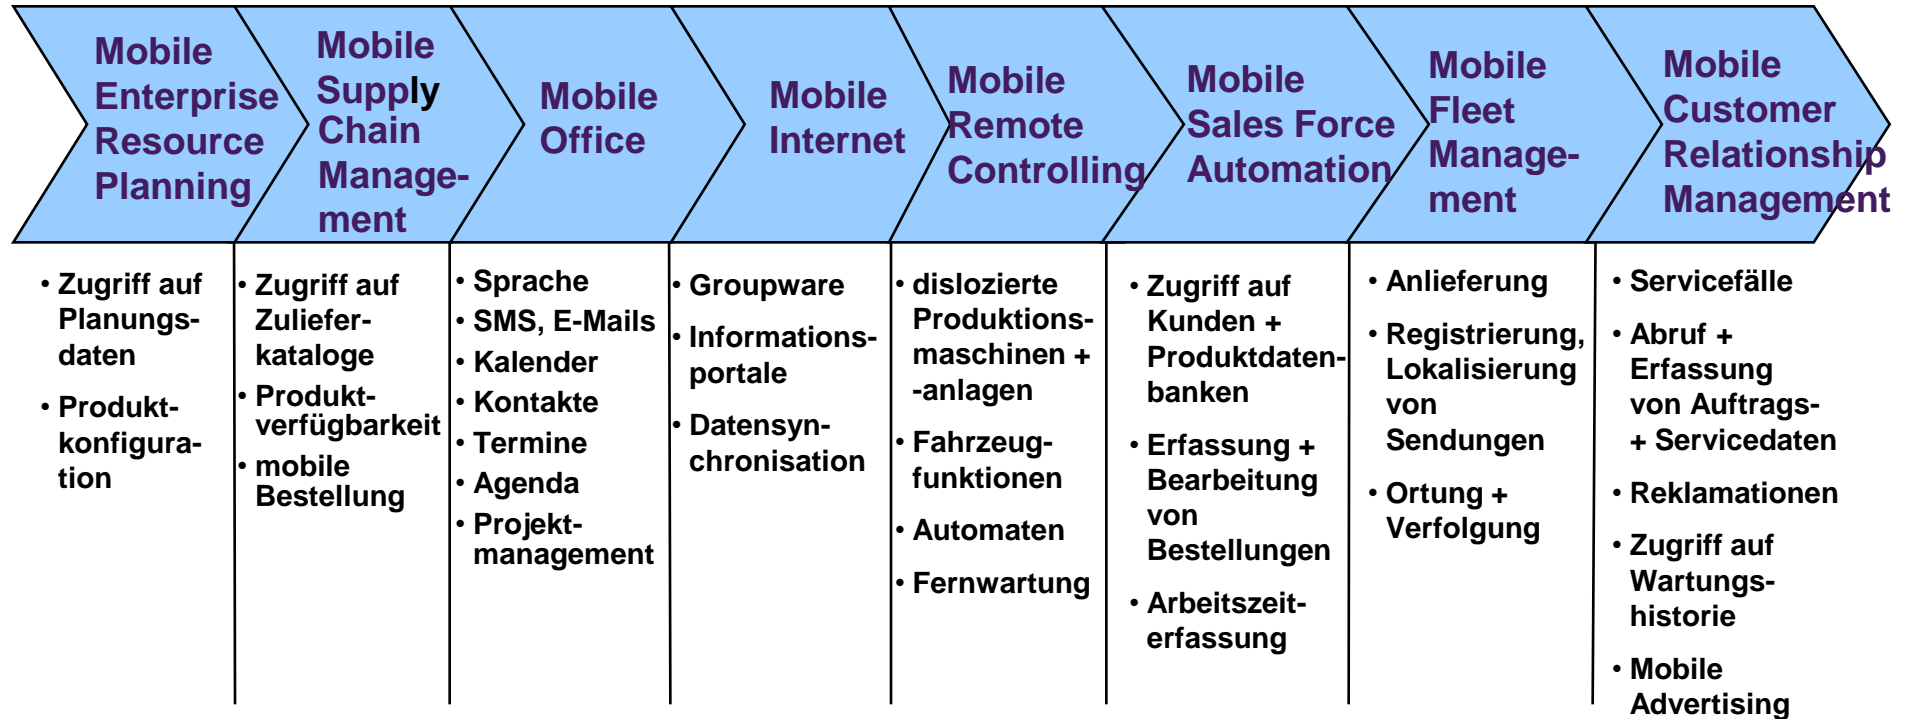 Mobile
Enterprise
Resource
Planning
Mobile
Supply
Chain
Manage-
ment
Mobile
Office
Mobile
Internet
Mobile
Remote
Controlling
Mobile
Sales Force
Automation
Mobile
Fleet
Manage-
ment
Mobile
Customer
Relationship
Management
• Zugriff auf
Planungs-
daten
• Produkt-
konfigura-
tion
• Zugriff auf
Zuliefer-
kataloge
• Produkt-
verfügbarkeit
• mobile
Bestellung
• Sprache
• SMS, E-Mails
• Kalender
• Kontakte
• Termine
• Agenda
• Projekt-
management
• Groupware
• Informations-
portale
• Datensyn-
chronisation
• dislozierte
Produktions-
maschinen +
-anlagen
• Fahrzeug-
funktionen
• Automaten
• Fernwartung
• Zugriff auf
Kunden +
Produktdaten-
banken
• Erfassung +
Bearbeitung
von
Bestellungen
• Arbeitszeit-
erfassung
• Anlieferung
• Registrierung,
Lokalisierung
von
Sendungen
• Ortung +
Verfolgung
• Servicefälle
• Abruf +
Erfassung
von Auftrags-
+ Servicedaten
• Reklamationen
• Zugriff auf
Wartungs-
historie
• Mobile
Advertising